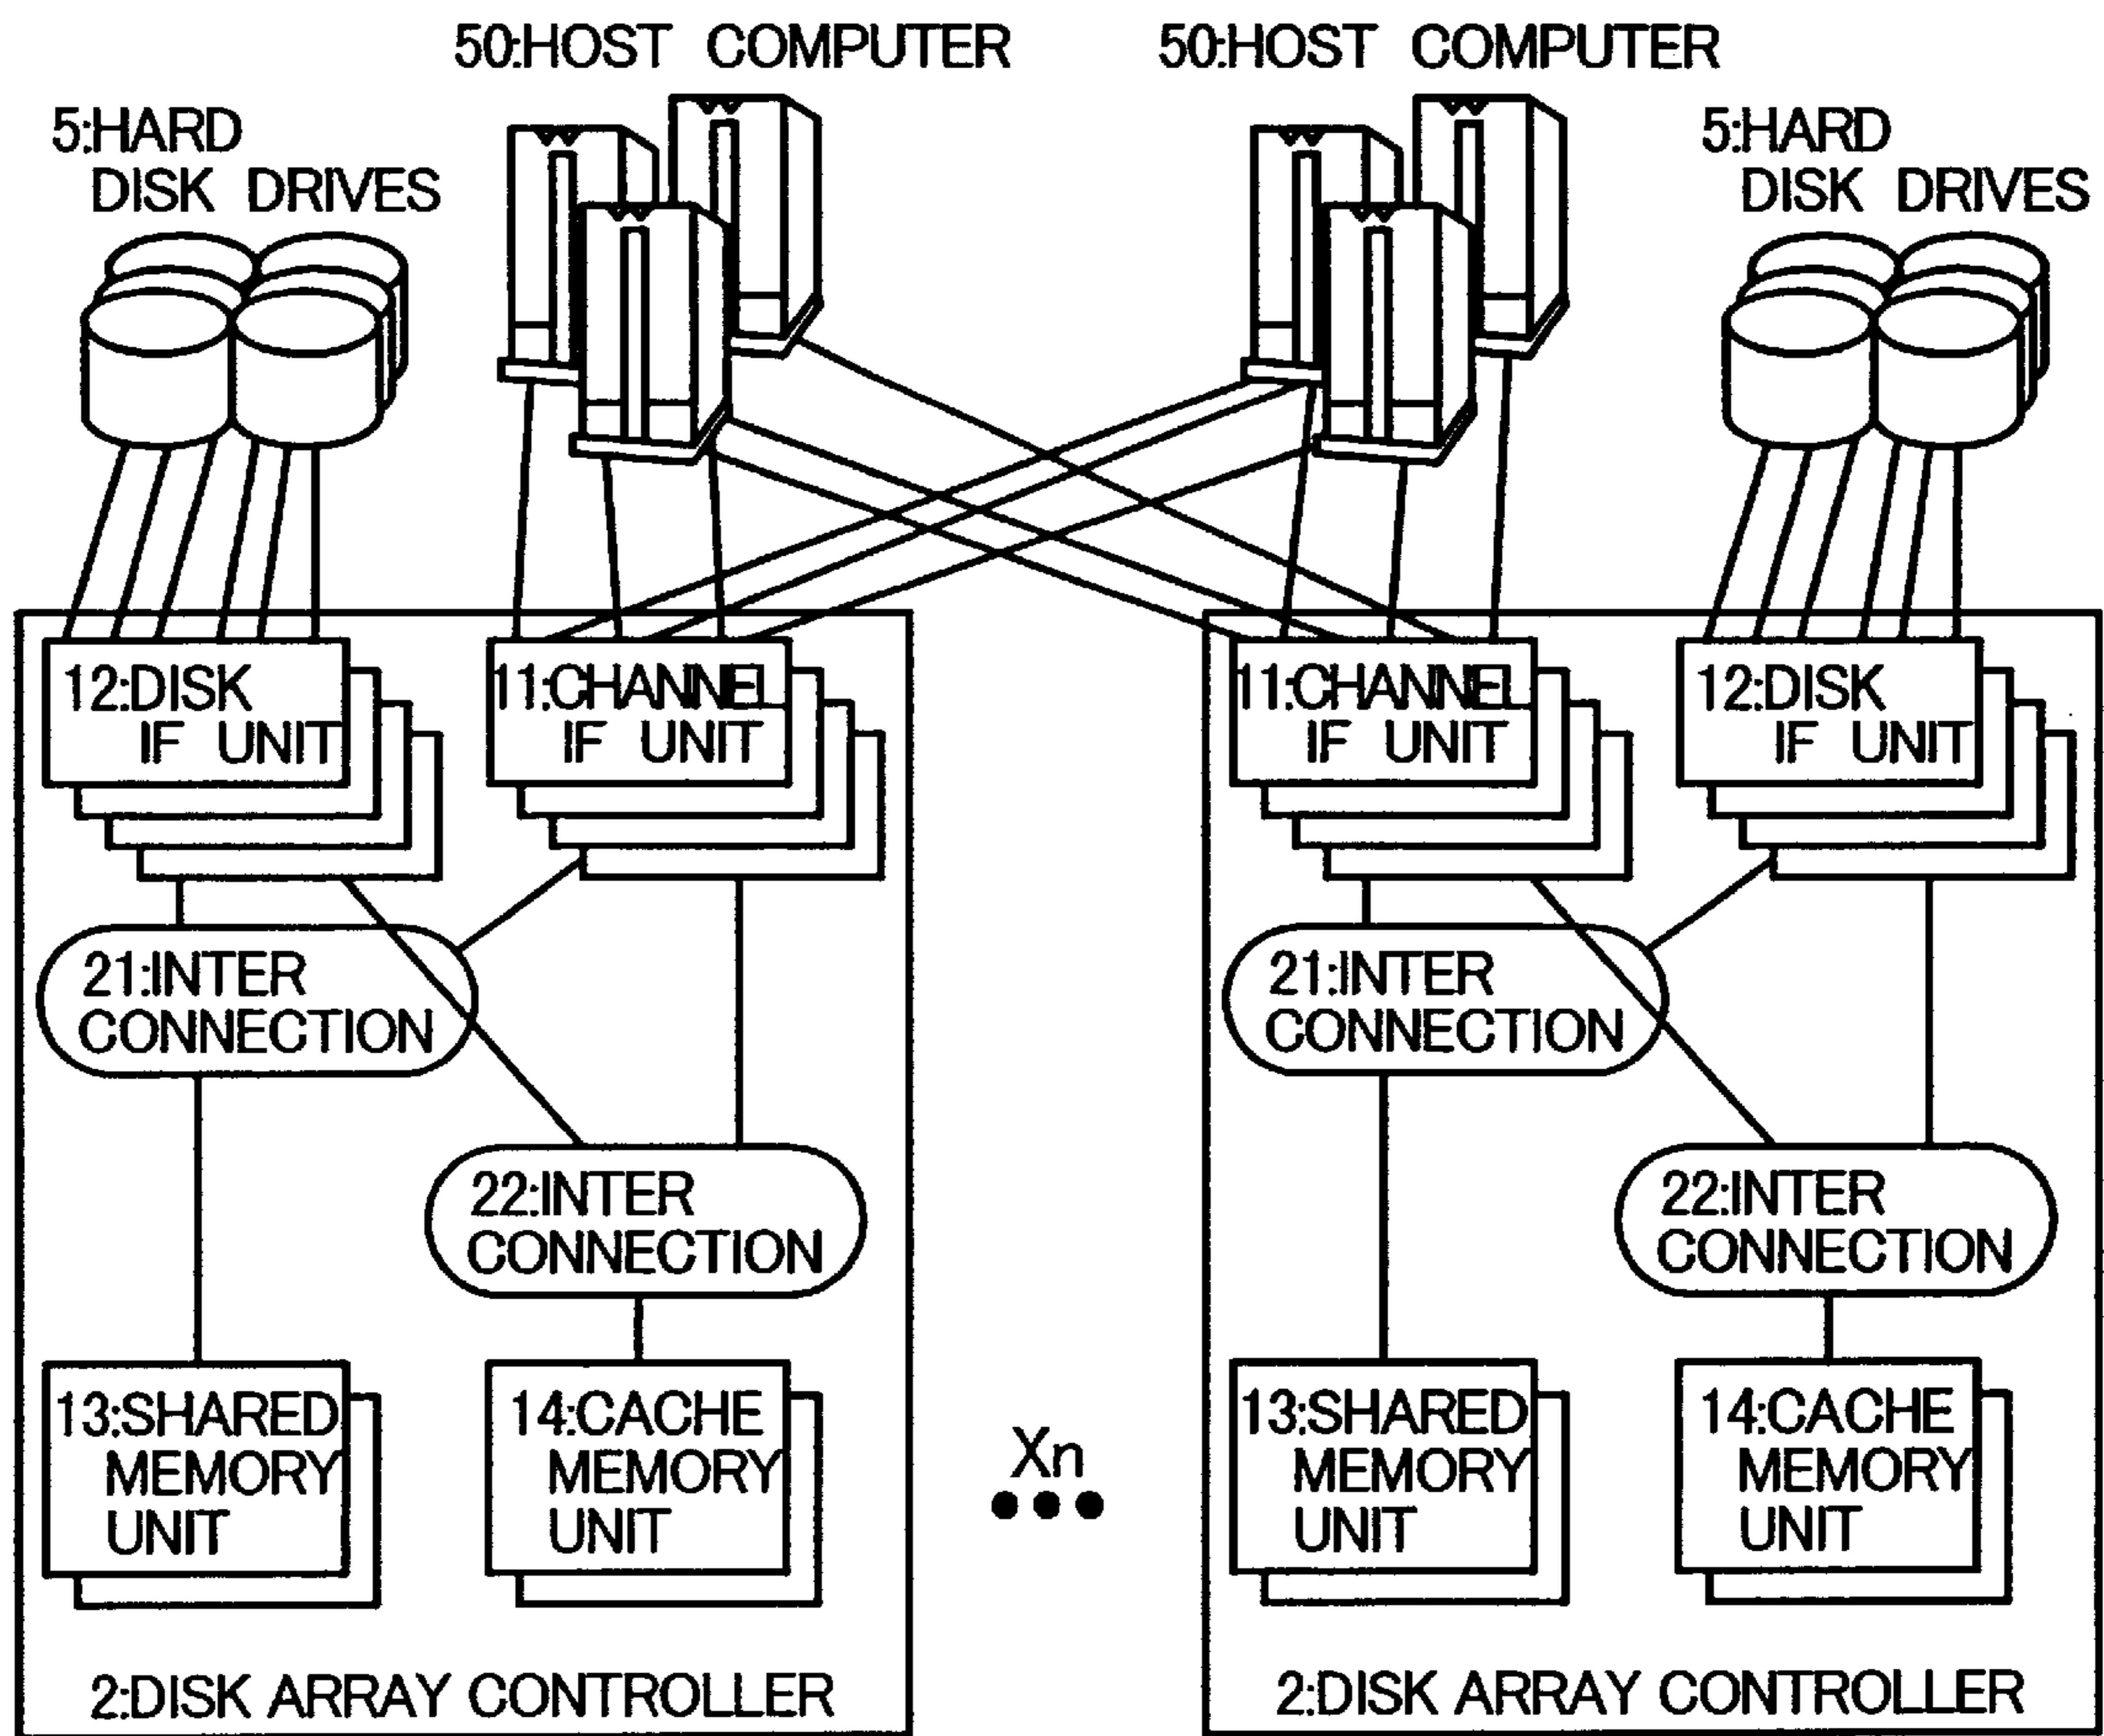 50:HOST COMPUTER
50:HOST COMPUTER
5:HARD
DISK DRIVES
5:HARD
DISK DRIVES
12:DISK
IF UNIT
11:CHANNEL
IF UNIT
11:CHANNEL
IF UNIT
12:DISK
IF UNIT
21:INTER
CONNECTION
21:INTER
CONNECTION
22:INTER
CONNECTION
22:INTER
CONNECTION
13:SHARED
MEMORY
UNIT
14:CACHE
MEMORY
UNIT
Xn
13:SHARED
MEMORY
UNIT
14:CACHE
MEMORY
UNIT
2:DISK ARRAY CONTROLLER
2:DISK ARRAY CONTROLLER